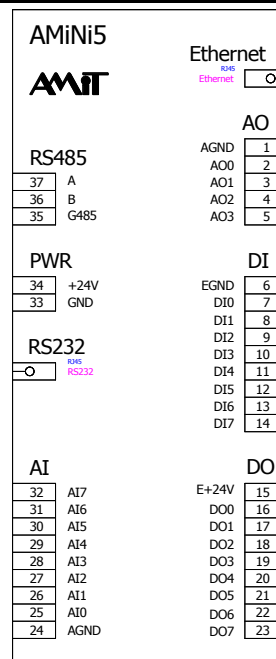 AMiNi5
AMiT
Ethernet
RJ45
Ethernet
AO
AGND 1
AO0 2
AO1 3
AO2 4
AO3 5
RS485
37 A
36 B
35 G485
PWR
34 +24V
33 GND
DI
EGND 6
DI0 7
DI1 8
DI2 9
DI3 10
DI4 11
DI5 12
DI6 13
DI7 14
RS232
RJ45
RS232
AI
32 AI7
31 AI6
30 AI5
29 AI4
28 AI3
27 AI2
26 AI1
25 AI0
24 AGND
DO
E+24V 15
DO0 16
DO1 17
DO2 18
DO3 19
DO4 20
DO5 21
DO6 22
DO7 23